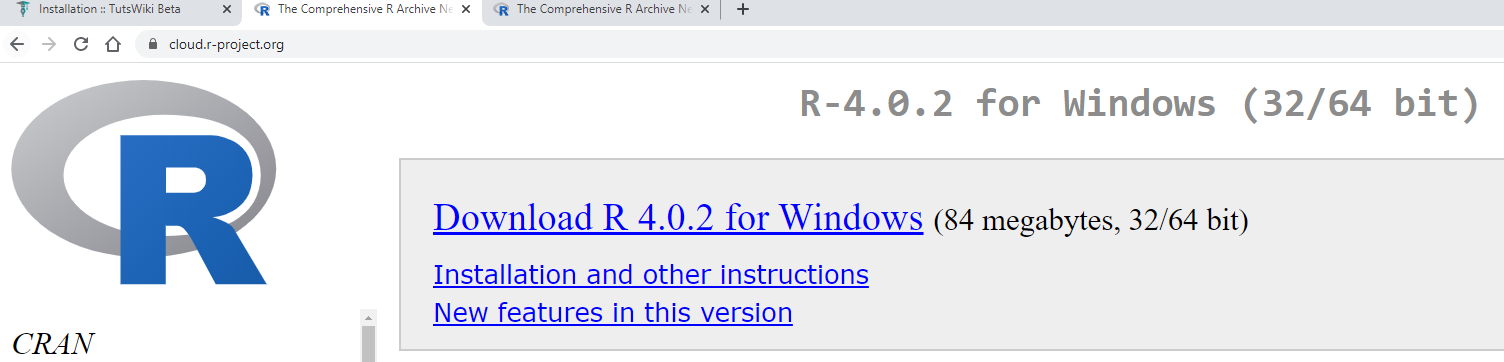 Installation :: TutsWiki Beta
The Comprehensive R Archive Ne
The Comprehensive R Archive Ne
cloud.r-project.org
R
R-4.0.2 for Windows (32/64 bit)
Download R 4.0.2 for Windows (84 megabytes, 32/64 bit)
Installation and other instructions
New features in this version
CRAN